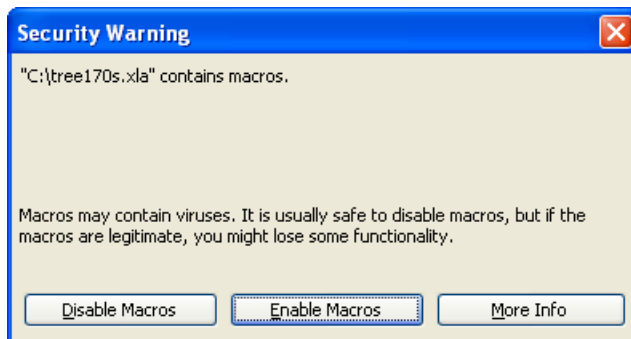 Security Warning
"C:\tree170s.xla" contains macros.
Macros may contain viruses. It is usually safe to disable macros, but if the
macros are legitimate, you might lose some functionality.
Disable Macros Enable Macros More Info